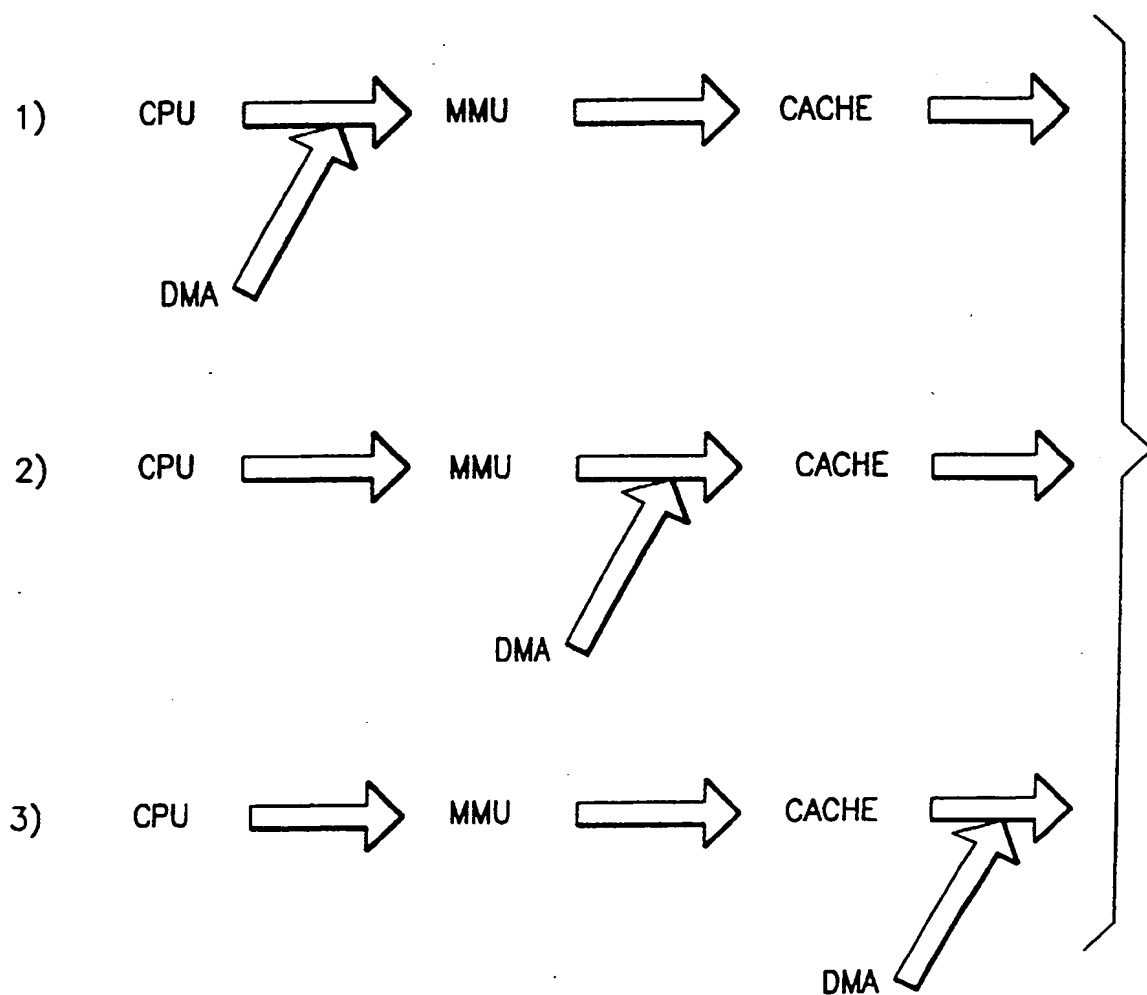 1) CPU MMU CACHE
DMA
2) CPU MMU CACHE
DMA
3) CPU MMU CACHE
DMA